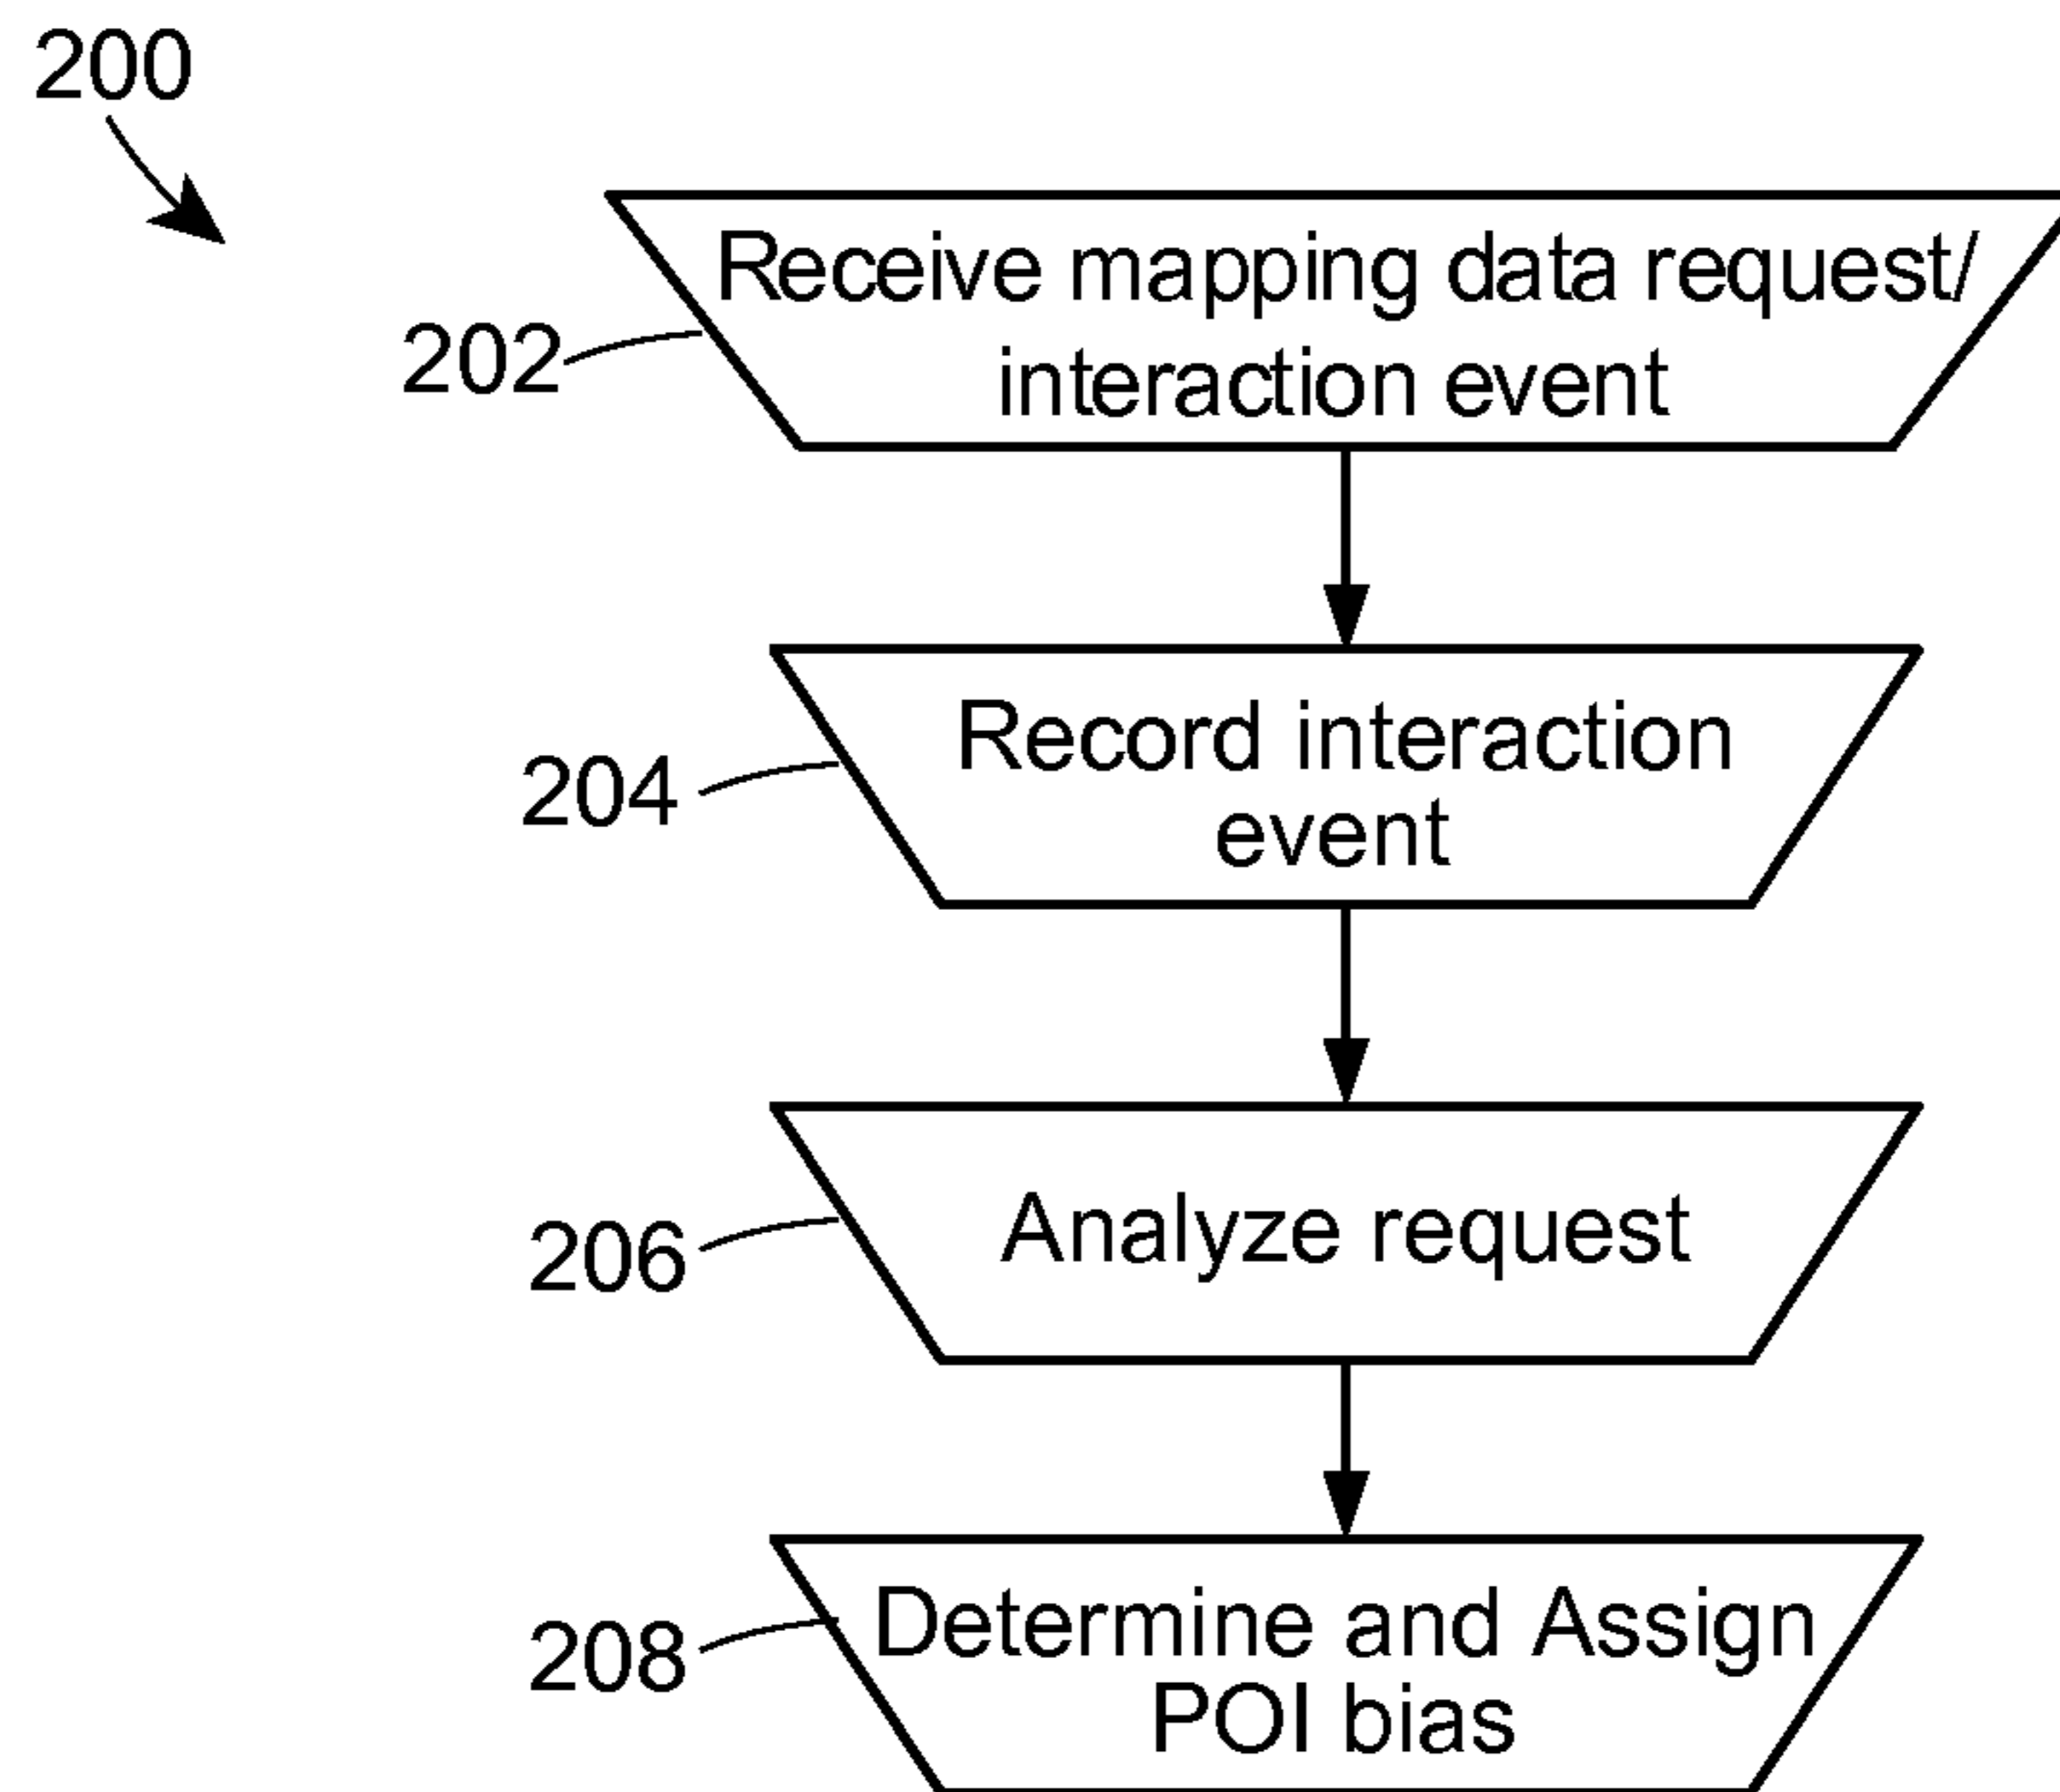 200
Receive mapping data request/
interaction event
202
Record interaction
event
204
Analyze request
206
Determine and Assign
POI bias
208